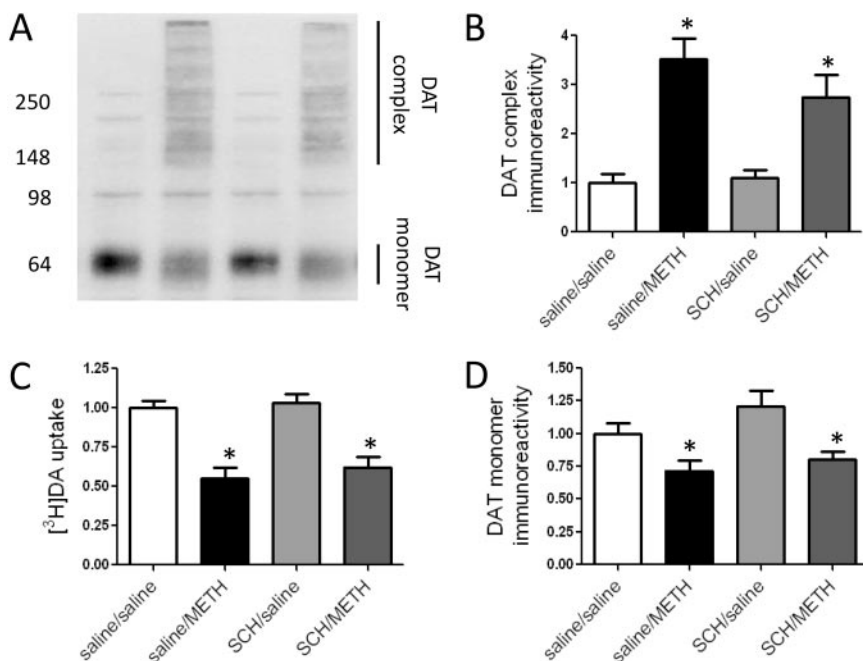 A
250
148
98
64
DAT
complex
DAT
monomer
B
DAT complex
immunoreactivity
4
3
2
1
0
*
*
saline/saline
saline/METH
SCH/saline
SCH/METH
C
[³H]DA uptake
1.25
1.00
0.75
0.50
0.25
0.00
*
*
saline/saline
saline/METH
SCH/saline
SCH/METH
D
DAT monomer
immunoreactivity
1.50
1.25
1.00
0.75
0.50
0.25
0.00
*
*
saline/saline
saline/METH
SCH/saline
SCH/METH